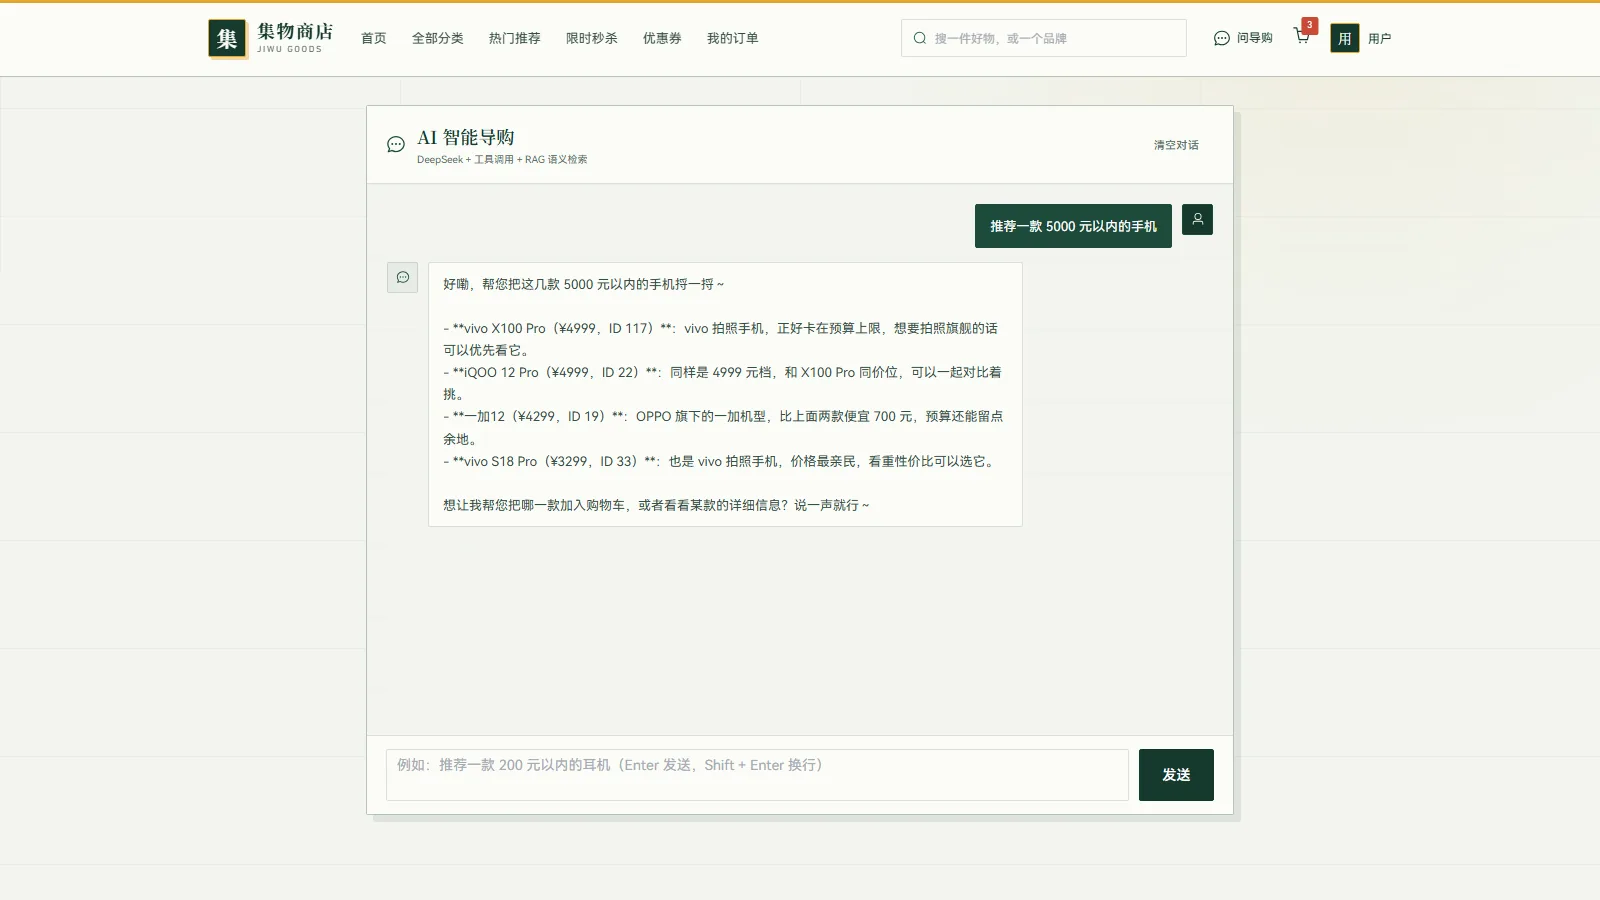 集 集物商店
JIWU GOODS
首页 全部分类 热门推荐 限时秒杀 优惠券 我的订单
搜一件好物，或一个品牌
问导购 3 用 用户
AI 智能导购
DeepSeek + 工具调用 + RAG 语义检索
清空对话
推荐一款 5000 元以内的手机
好嘞，帮您把这几款 5000 元以内的手机捋一捋 ~
- **vivo X100 Pro（¥4999，ID 117）**：vivo 拍照手机，正好卡在预算上限，想要拍照旗舰的话
可以优先看它。
- **iQOO 12 Pro（¥4999，ID 22）**：同样是 4999 元档，和 X100 Pro 同价位，可以一起对比着
挑。
- **一加12（¥4299，ID 19）**：OPPO 旗下的一加机型，比上面两款便宜 700 元，预算还能留点
余地。
- **vivo S18 Pro（¥3299，ID 33）**：也是 vivo 拍照手机，价格最亲民，看重性价比可以选它。
想让我帮您把哪一款加入购物车，或者看看某款的详细信息？说一声就行 ~
例如：推荐一款 200 元以内的耳机（Enter 发送，Shift + Enter 换行）
发送